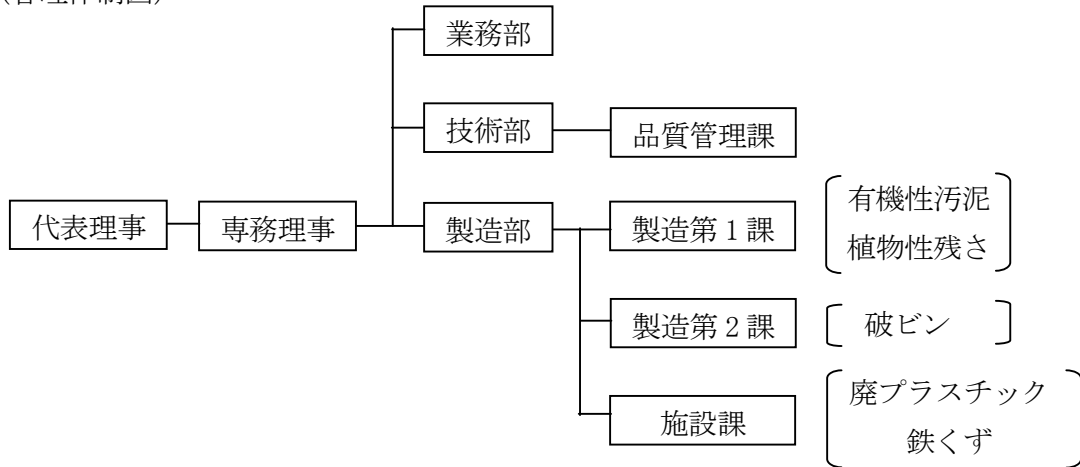 （管理体制図）
業務部
技術部
品質管理課
代表理事
専務理事
製造部
製造第１課
有機性汚泥
植物性残さ
製造第２課
破ビン
施設課
廃プラスチック
鉄くず